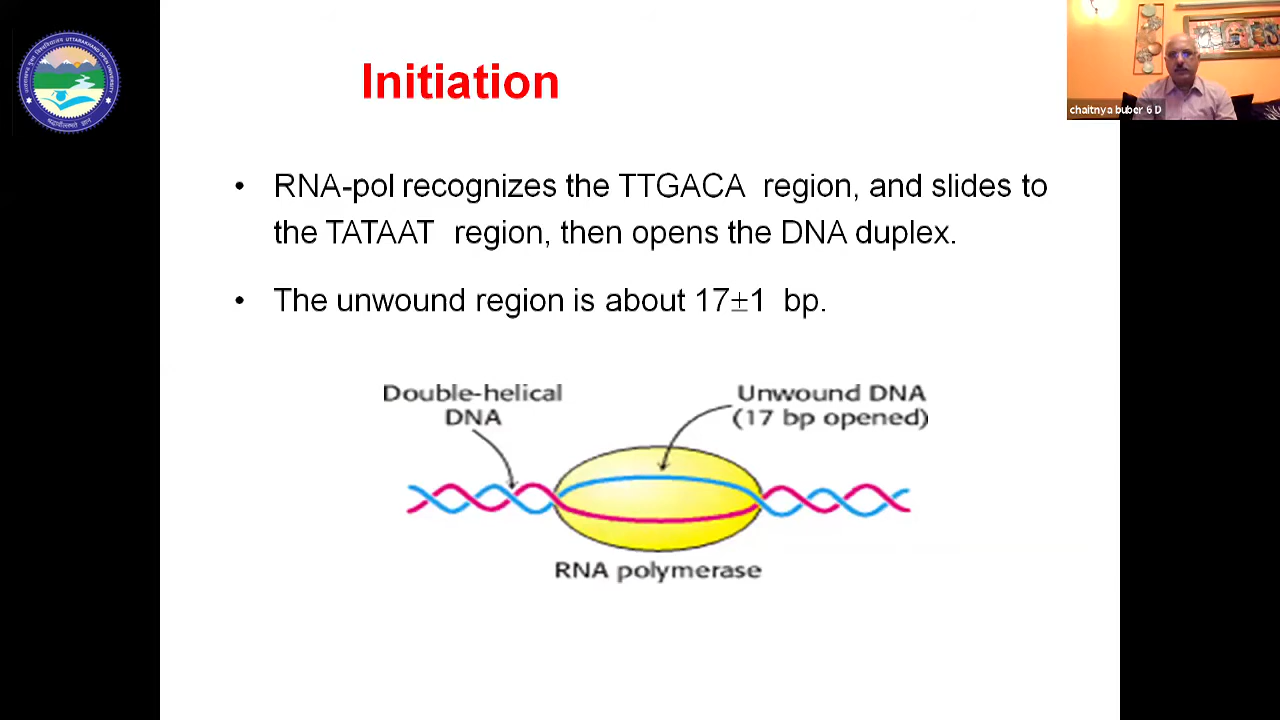 Initiation
chaitnya buber 6 D
• RNA-pol recognizes the TTGACA region, and slides to
the TATAAT region, then opens the DNA duplex.
• The unwound region is about 17±1 bp.
Double-helical
DNA
Unwound DNA
(17 bp opened)
RNA polymerase